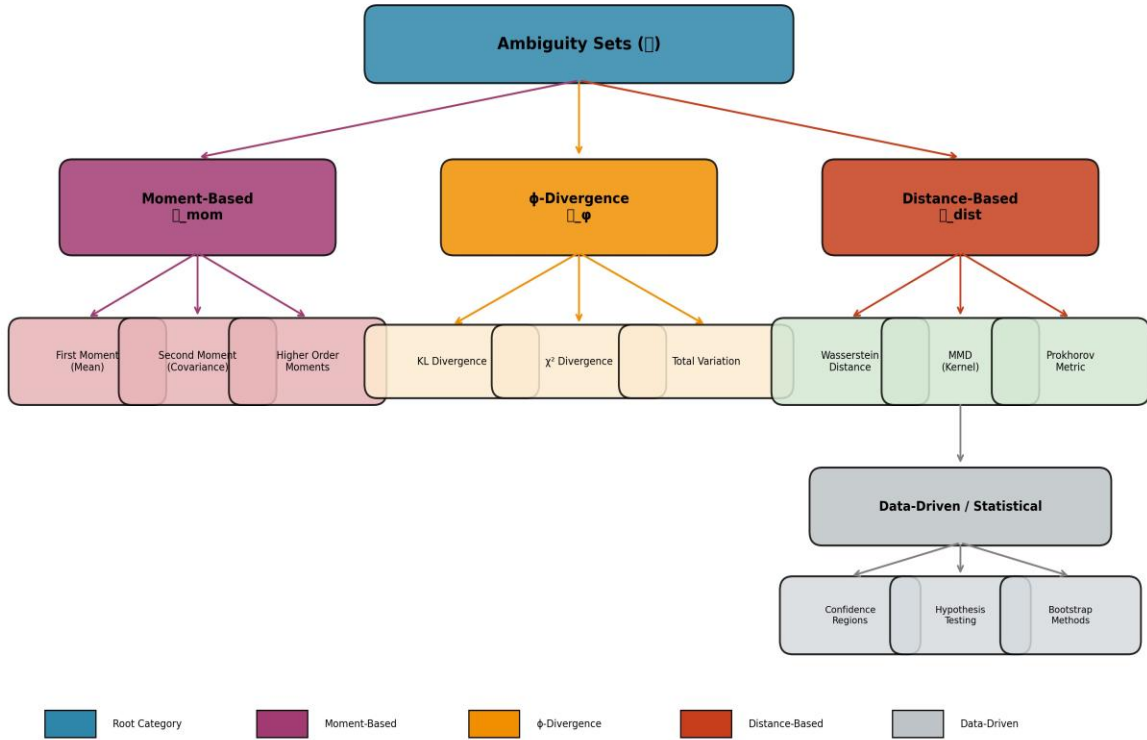 Ambiguity Sets (▯)
Moment-Based
▯_mom
ϕ-Divergence
▯_φ
Distance-Based
▯_dist
First Moment
(Mean)
Second Moment
(Covariance)
Higher Order
Moments
KL Divergence
χ² Divergence
Total Variation
Wasserstein
Distance
MMD
(Kernel)
Prokhorov
Metric
Data-Driven / Statistical
Confidence
Regions
Hypothesis
Testing
Bootstrap
Methods
Root Category
Moment-Based
ϕ-Divergence
Distance-Based
Data-Driven